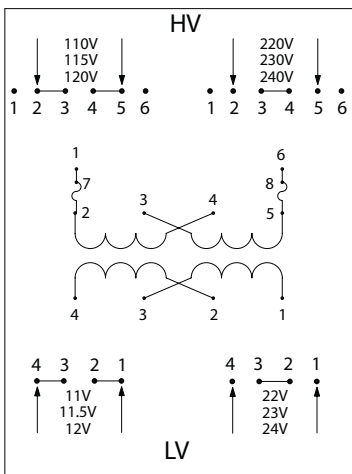 HV
110V 220V
115V 230V
120V 240V
1 2 3 4 5 6 1 2 3 4 5 6
1 6
7 8
2 3 4 5
4 3 2 1
4 3 2 1 4 3 2 1
11V 22V
11.5V 23V
12V 24V
LV